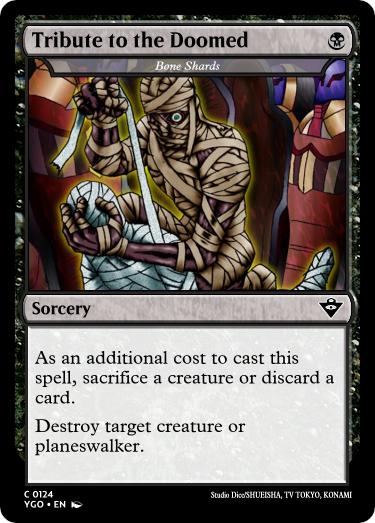 Tribute to the Doomed
Bone Shards
Sorcery
As an additional cost to cast this
spell, sacrifice a creature or discard a
card.
Destroy target creature or
planeswalker.
C 0124
YGO • EN
Studio Dice/SHUEISHA, TV TOKYO, KONAMI